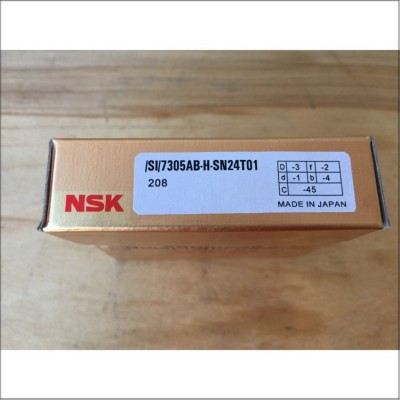 /SI/7305AB-H-SN24T01
208
D -3 f -2
d -1 b -4
C -45
MADE IN JAPAN
NSK